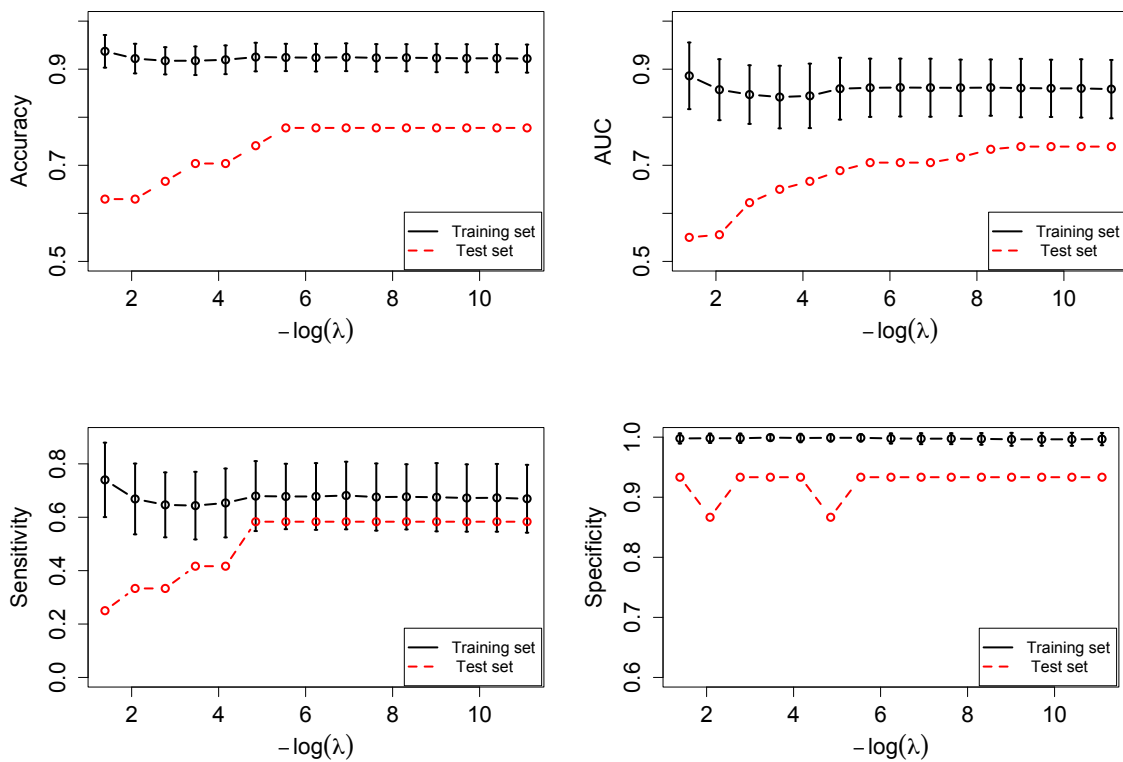 Accuracy
0.5 0.7 0.9
2 4 6 8 10
−log(λ)
Training set
Test set
AUC
0.5 0.7 0.9
2 4 6 8 10
−log(λ)
Training set
Test set
Sensitivity
0.0 0.2 0.4 0.6 0.8
2 4 6 8 10
−log(λ)
Training set
Test set
Specificity
0.6 0.7 0.8 0.9 1.0
2 4 6 8 10
−log(λ)
Training set
Test set